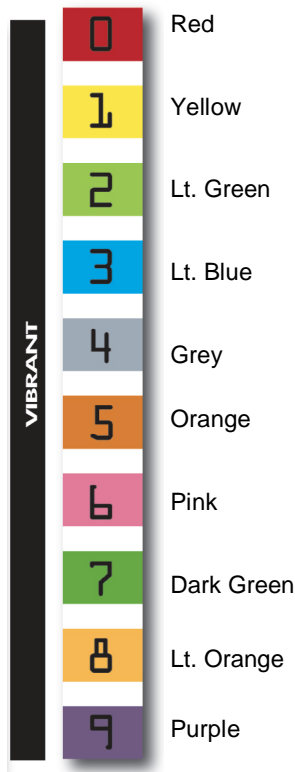 VIBRANT
0 Red
1 Yellow
2 Lt. Green
3 Lt. Blue
4 Grey
5 Orange
6 Pink
7 Dark Green
8 Lt. Orange
9 Purple